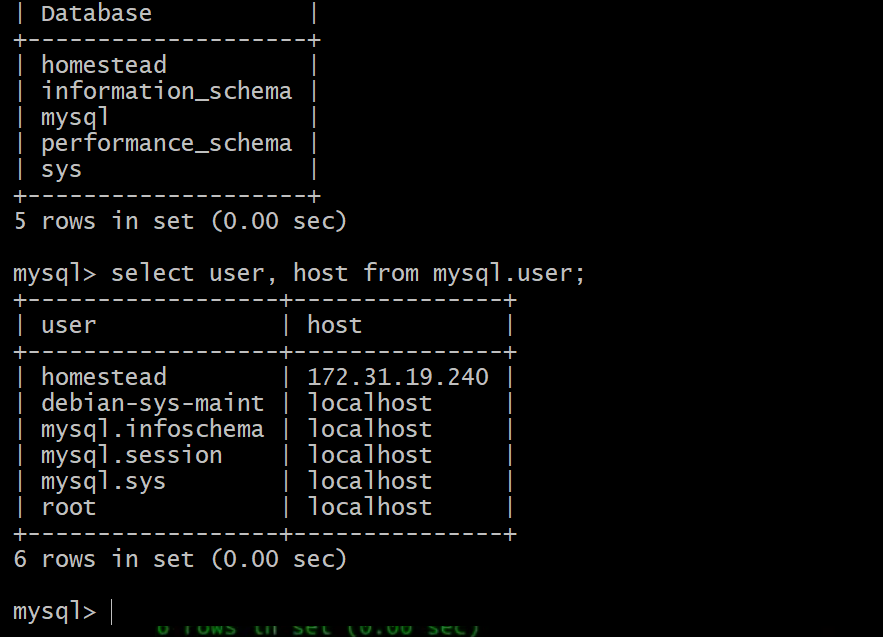 | Database           |
+--------------------+
| homestead          |
| information_schema |
| mysql              |
| performance_schema |
| sys                |
+--------------------+
5 rows in set (0.00 sec)
mysql> select user, host from mysql.user;
+------------------+---------------+
| user             | host          |
+------------------+---------------+
| homestead        | 172.31.19.240 |
| debian-sys-maint | localhost     |
| mysql.infoschema | localhost     |
| mysql.session    | localhost     |
| mysql.sys        | localhost     |
| root             | localhost     |
+------------------+---------------+
6 rows in set (0.00 sec)
mysql>
6 rows in set (0.00 sec)